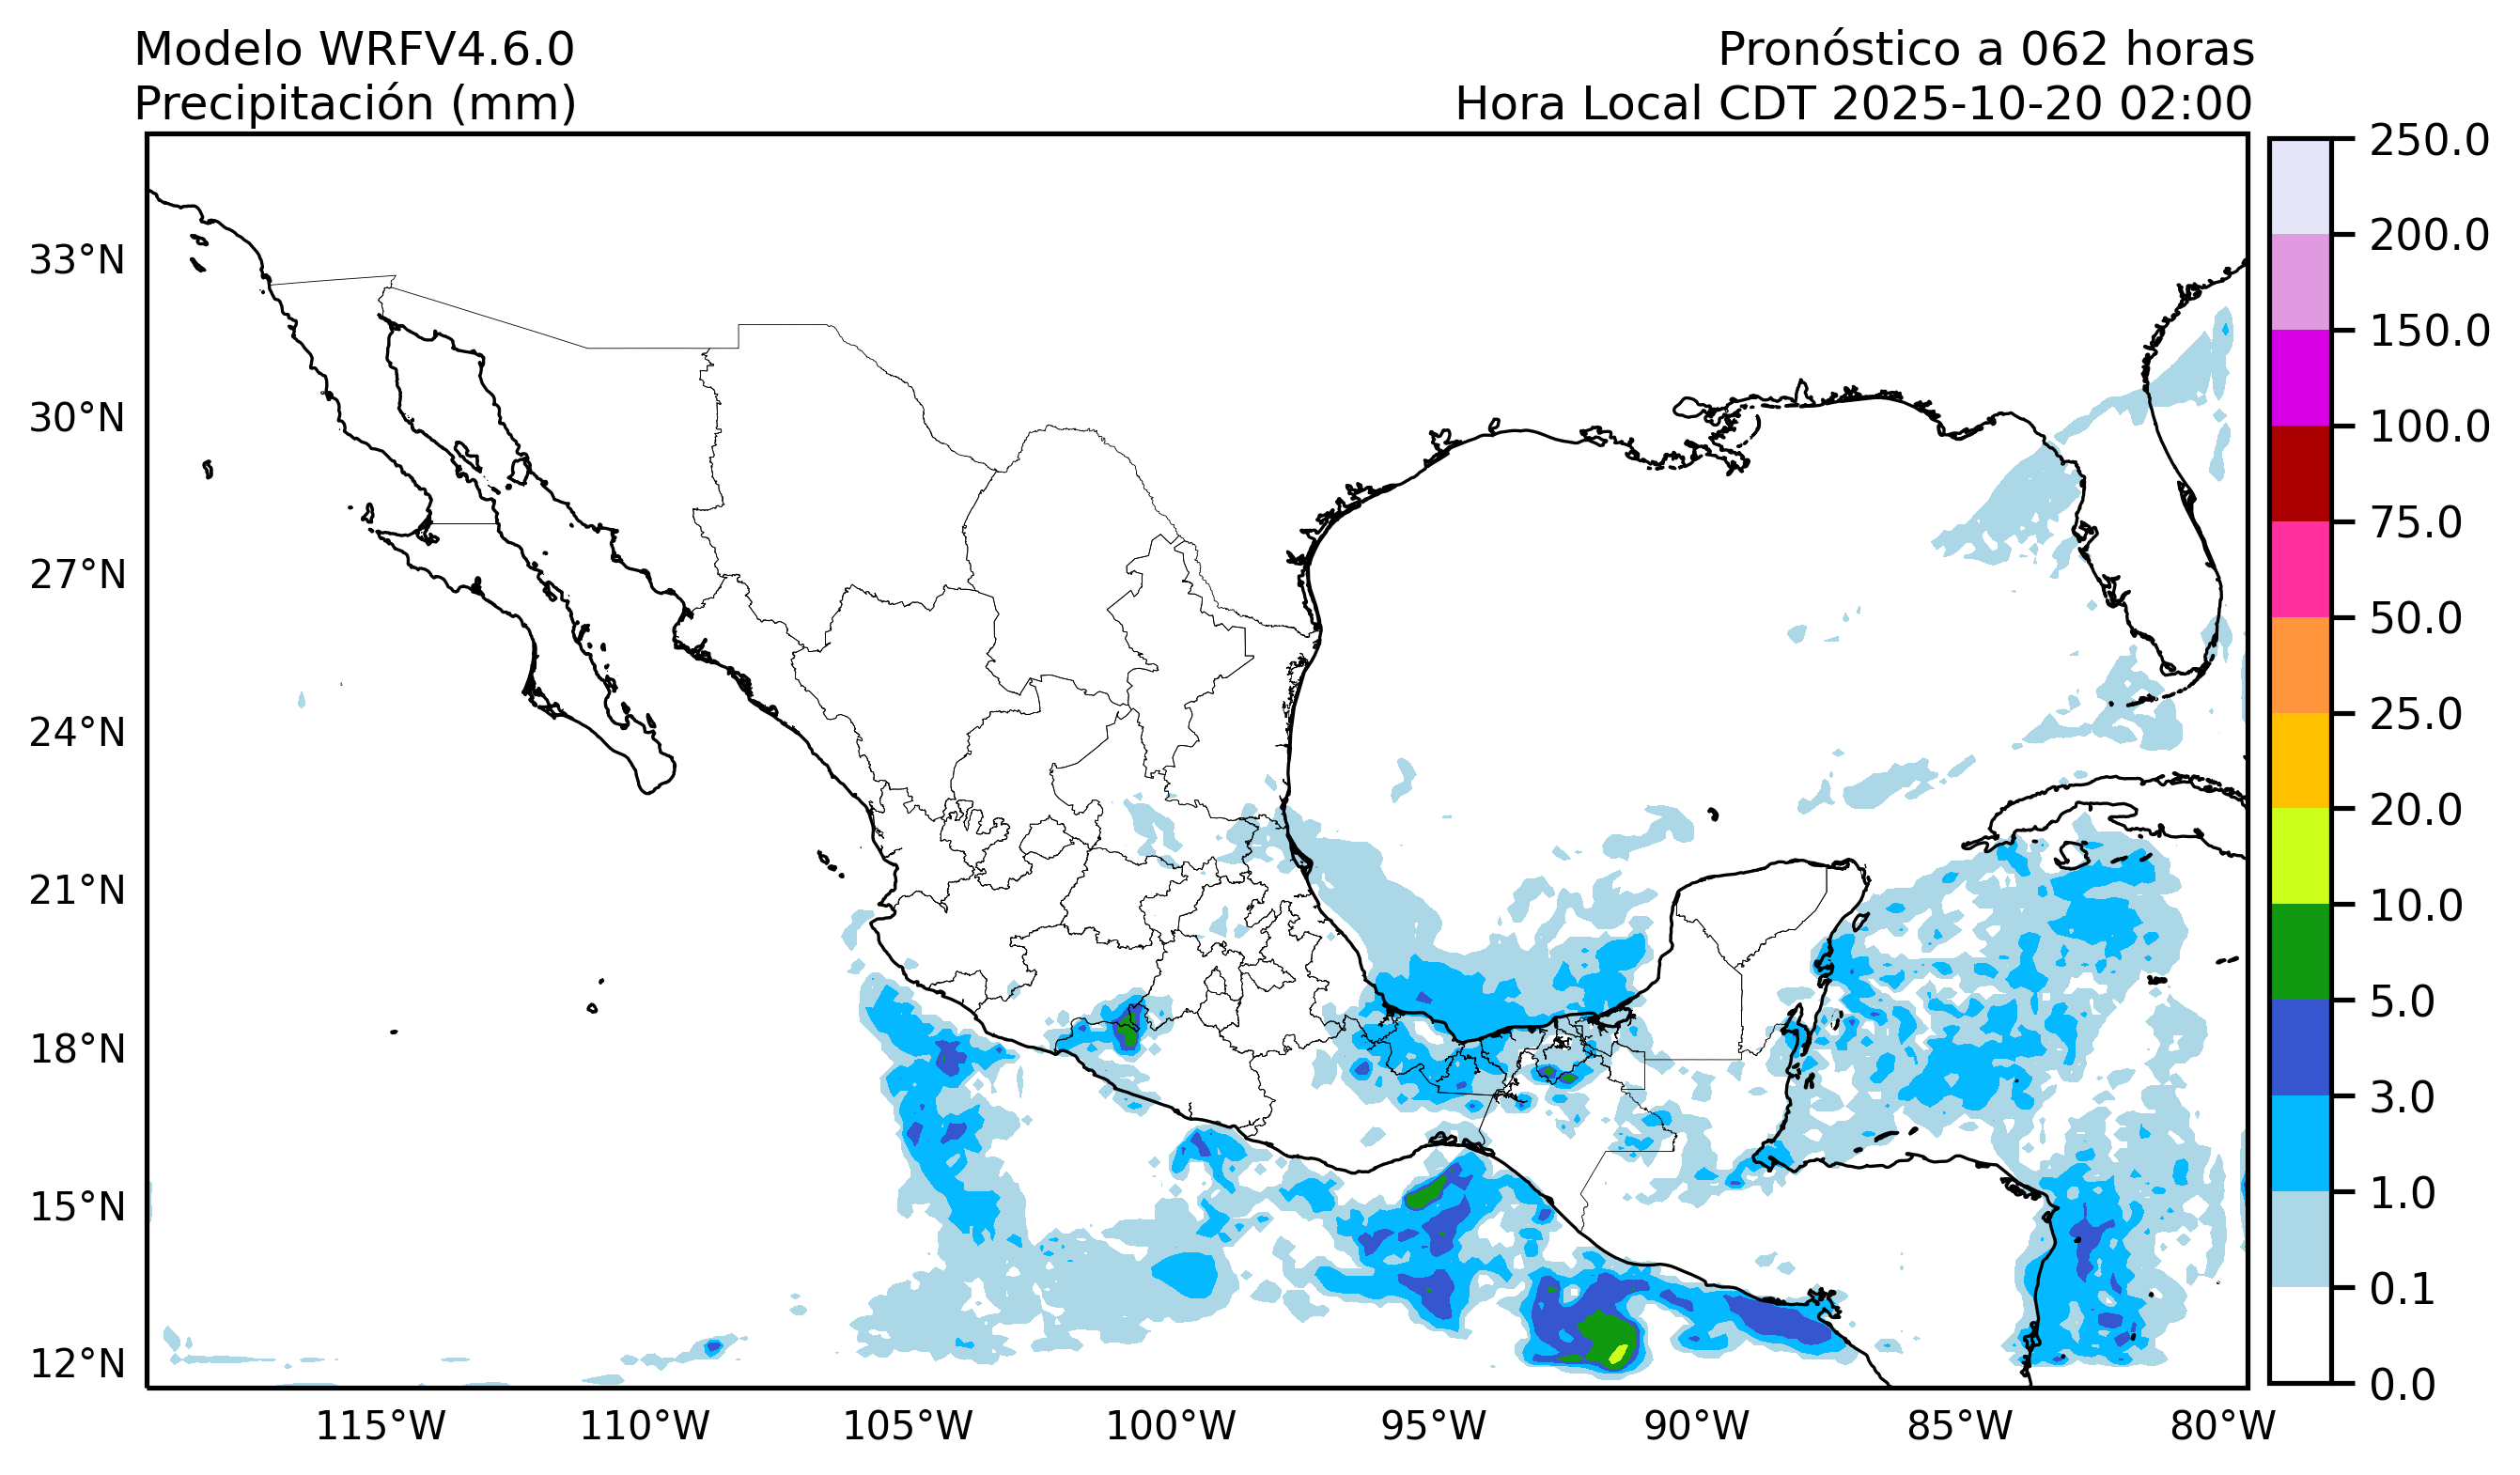 Modelo WRFV4.6.0
Precipitación (mm)
Pronóstico a 062 horas
Hora Local CDT 2025-10-20 02:00
33°N
30°N
27°N
24°N
21°N
18°N
15°N
12°N
115°W
110°W
105°W
100°W
95°W
90°W
85°W
80°W
250.0
200.0
150.0
100.0
75.0
50.0
25.0
20.0
10.0
5.0
3.0
1.0
0.1
0.0